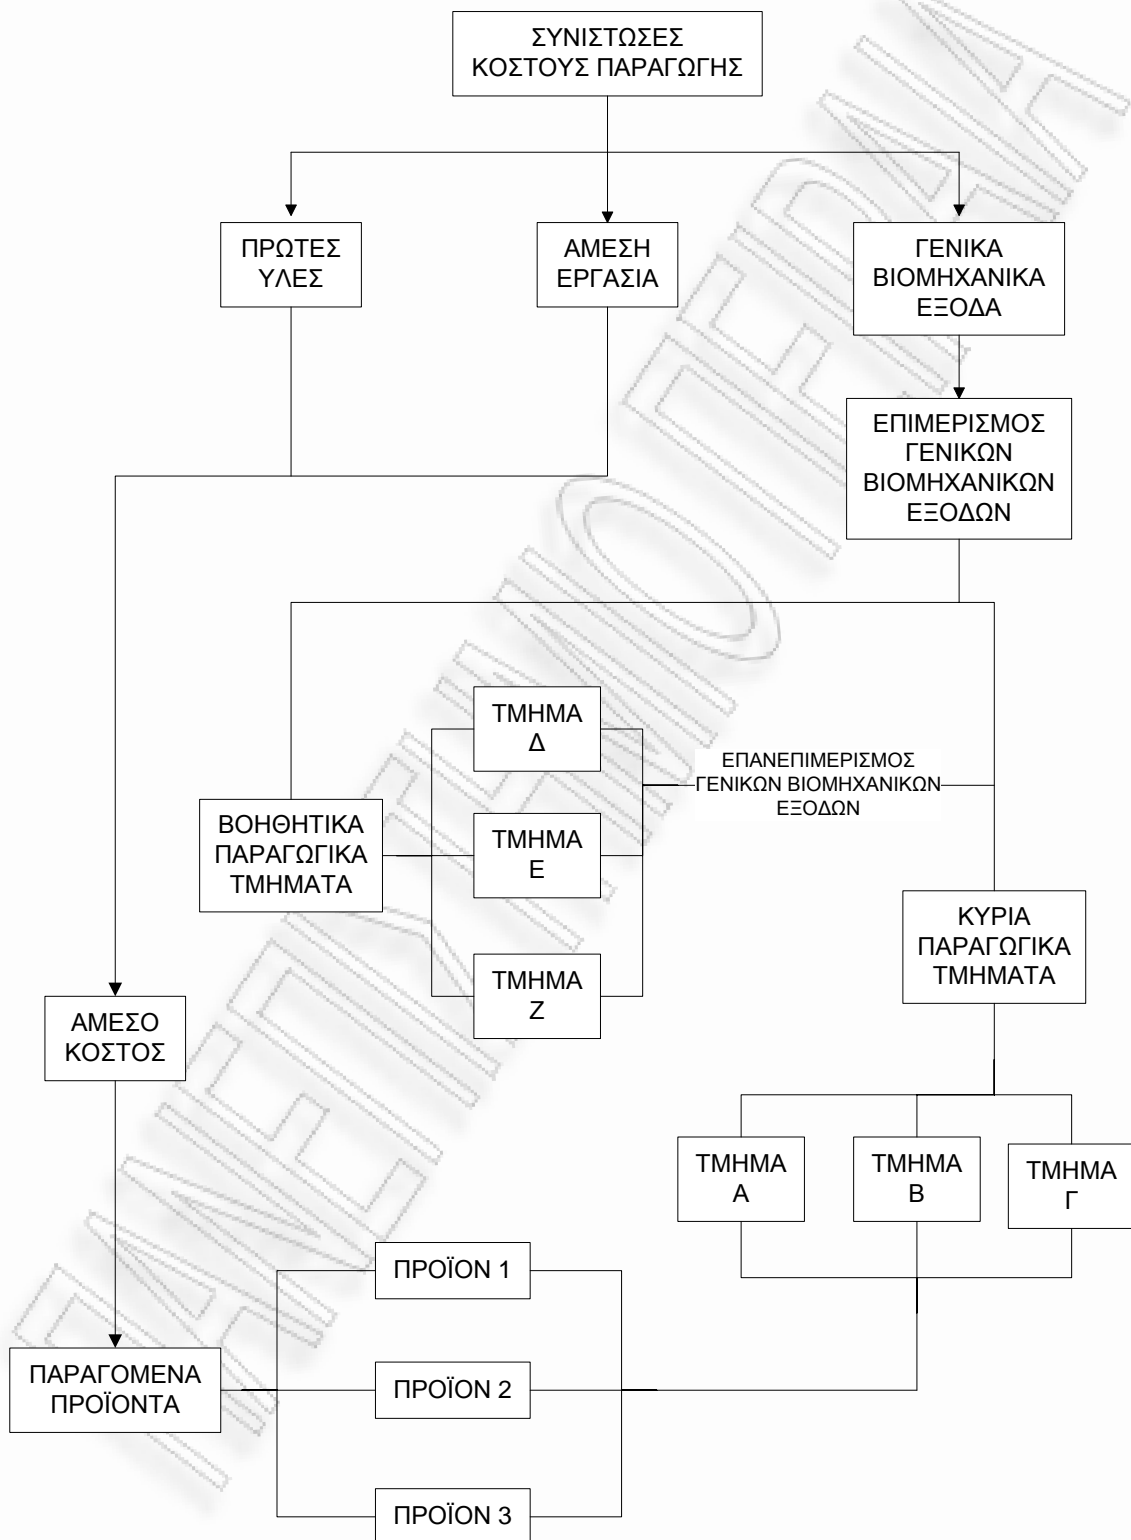 ΣΥΝΙΣΤΩΣΕΣ
ΚΟΣΤΟΥΣ ΠΑΡΑΓΩΓΗΣ
ΠΡΩΤΕΣ
ΥΛΕΣ
ΑΜΕΣΗ
ΕΡΓΑΣΙΑ
ΓΕΝΙΚΑ
ΒΙΟΜΗΧΑΝΙΚΑ
ΕΞΟΔΑ
ΕΠΙΜΕΡΙΣΜΟΣ
ΓΕΝΙΚΩΝ
ΒΙΟΜΗΧΑΝΙΚΩΝ
ΕΞΟΔΩΝ
ΤΜΗΜΑ
Δ
ΕΠΑΝΕΠΙΜΕΡΙΣΜΟΣ
ΓΕΝΙΚΩΝ ΒΙΟΜΗΧΑΝΙΚΩΝ
ΕΞΟΔΩΝ
ΒΟΗΘΗΤΙΚΑ
ΠΑΡΑΓΩΓΙΚΑ
ΤΜΗΜΑΤΑ
ΤΜΗΜΑ
Ε
ΚΥΡΙΑ
ΠΑΡΑΓΩΓΙΚΑ
ΤΜΗΜΑΤΑ
ΤΜΗΜΑ
Ζ
ΑΜΕΣΟ
ΚΟΣΤΟΣ
ΤΜΗΜΑ
Α
ΤΜΗΜΑ
Β
ΤΜΗΜΑ
Γ
ΠΡΟΪΟΝ 1
ΠΑΡΑΓΟΜΕΝΑ
ΠΡΟΪΟΝΤΑ
ΠΡΟΪΟΝ 2
ΠΡΟΪΟΝ 3
ΠΑΝΕΠΙΣΤΗΜΙΟ ΠΕΙΡΑΙΑ